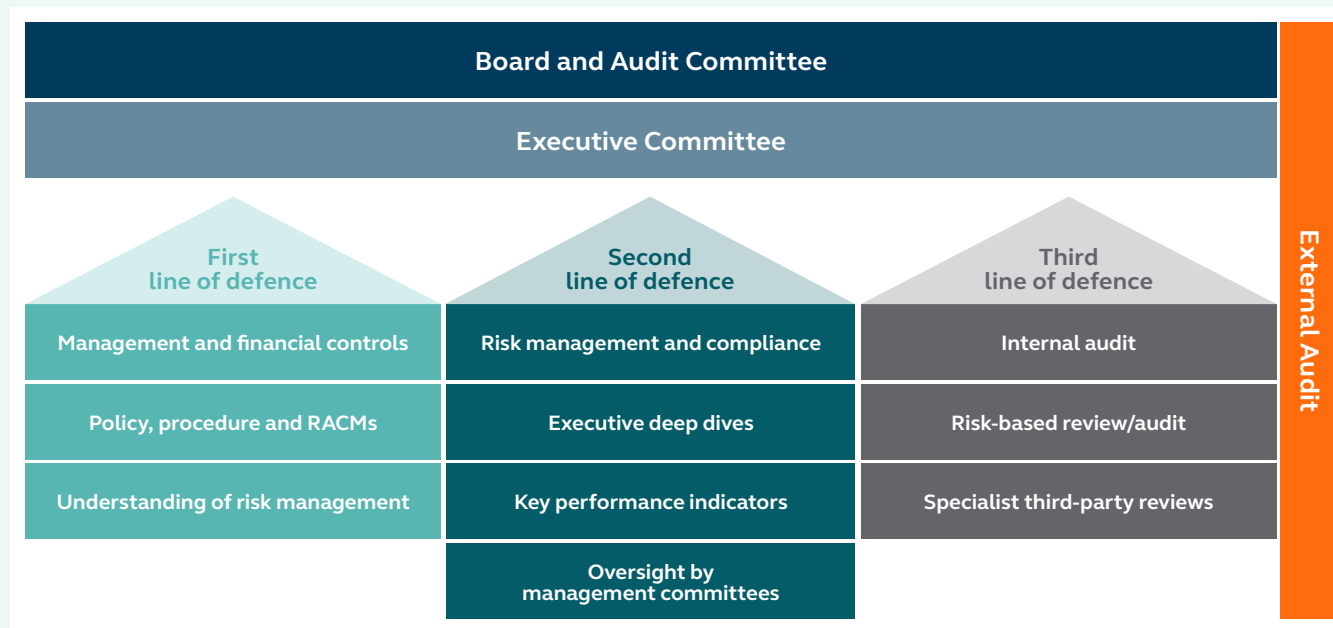 Board and Audit Committee
Executive Committee
First
line of defence
Management and financial controls
Policy, procedure and RACMs
Understanding of risk management
Second
line of defence
Risk management and compliance
Executive deep dives
Key performance indicators
Oversight by
management committees
Third
line of defence
Internal audit
Risk-based review/audit
Specialist third-party reviews
External Audit